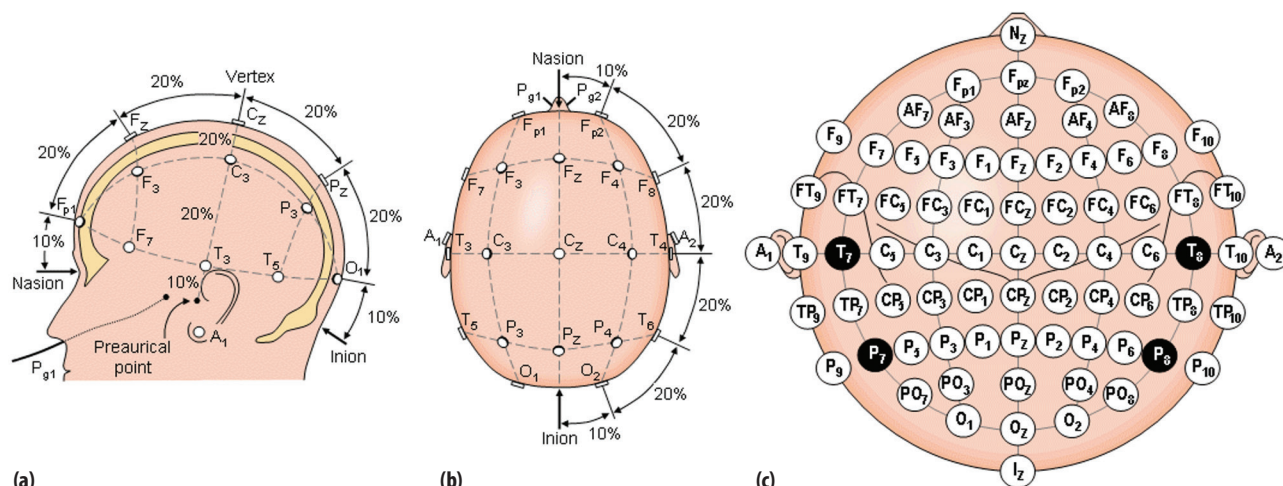 20%
Vertex
20%
Cz
20%
Fz
20%
20%
F3
C3
Pz
Fp1
20%
P3
20%
10%
F7
Nasion
T3
T5
10%
O1
10%
A1
Preaurical
point
Inion
Pg1
(a)
Nasion
10%
Pg1
Pg2
Fp1
Fp2
20%
F7
F3
Fz
F4
F8
20%
A1
T3
C3
Cz
C4
T4
A2
20%
T5
P3
Pz
P4
T6
O1
O2
20%
Inion
10%
(b)
Nz
Fp1 Fpz Fp2
AF7 AF3 AFz AF4 AF8
F9 F7 F5 F3 F1 Fz F2 F4 F6 F8 F10
FT9 FT7 FC5 FC3 FC1 FCz FC2 FC4 FC6 FT8 FT10
A1 T9 T7 C5 C3 C1 Cz C2 C4 C6 T8 T10 A2
TP9 TP7 CP5 CP3 CP1 CPz CP2 CP4 CP6 TP8 TP10
P9 P7 P5 P3 P1 Pz P2 P4 P6 P8 P10
PO7 PO3 POz PO4 PO8
O1 Oz O2
Iz
(c)